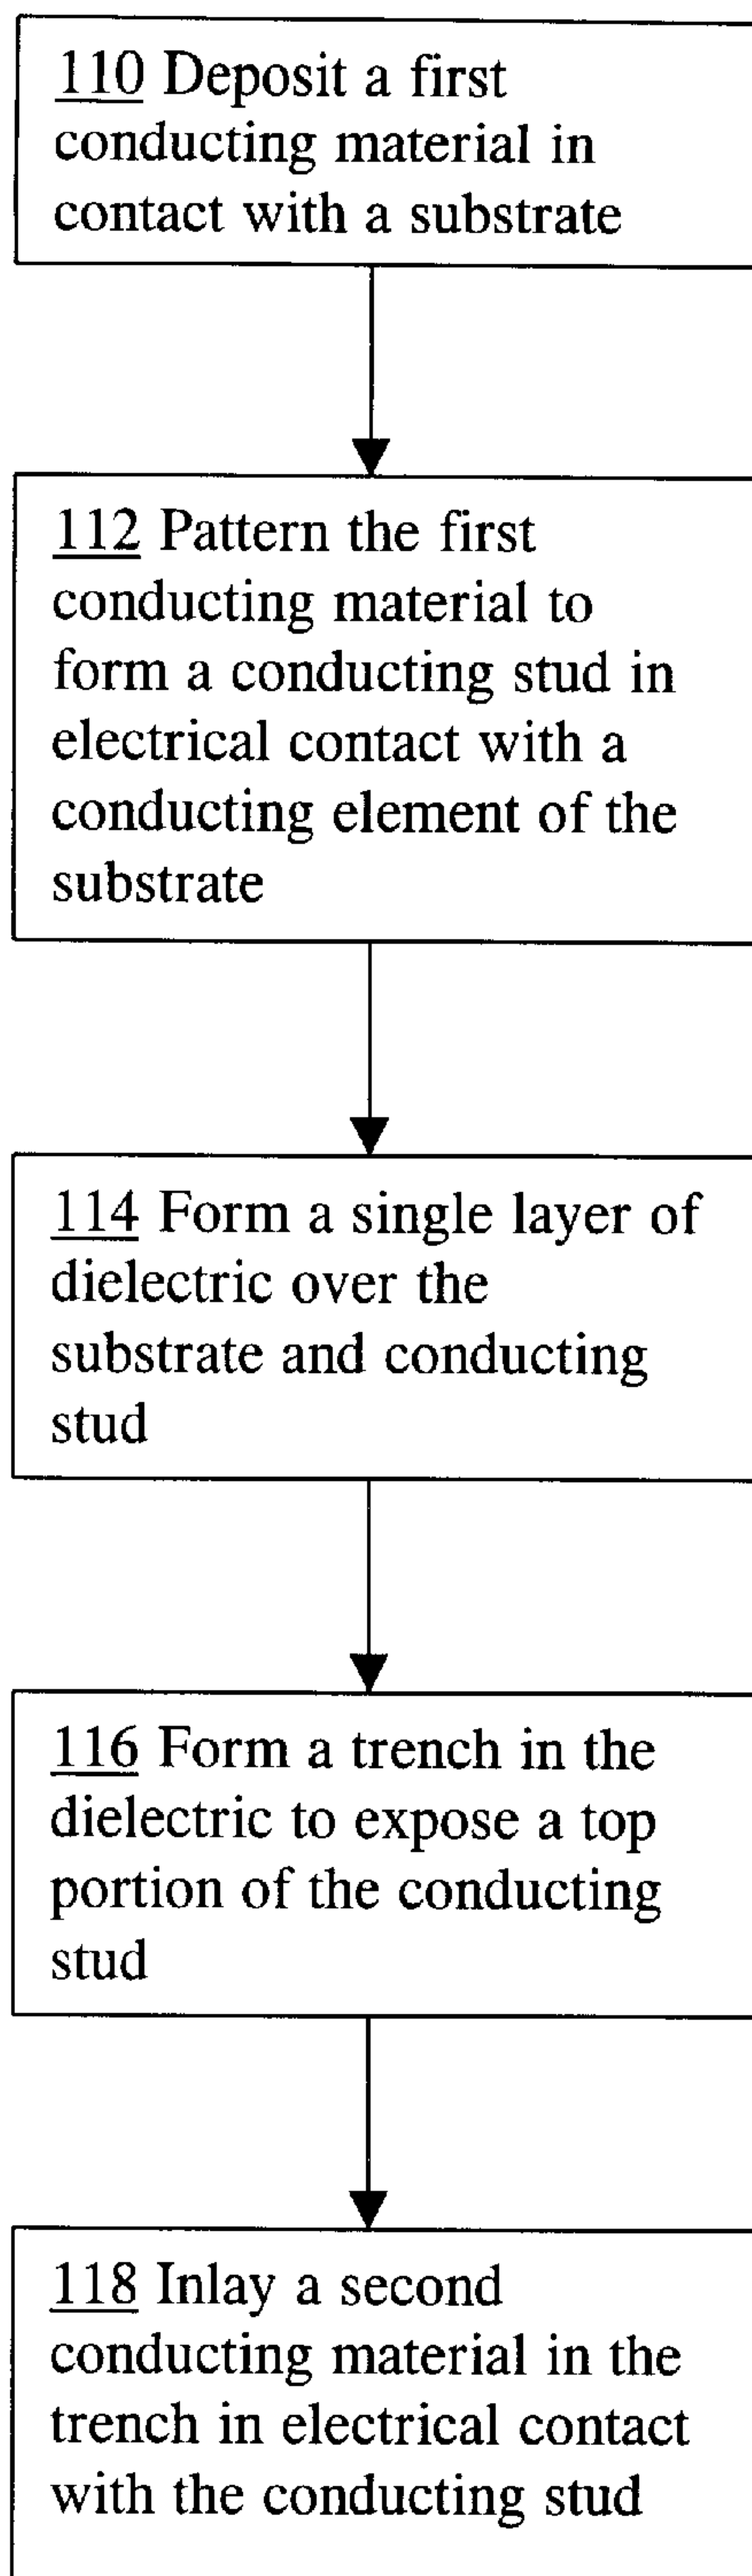 110 Deposit a first
conducting material in
contact with a substrate
112 Pattern the first
conducting material to
form a conducting stud in
electrical contact with a
conducting element of the
substrate
114 Form a single layer of
dielectric over the
substrate and conducting
stud
116 Form a trench in the
dielectric to expose a top
portion of the conducting
stud
118 Inlay a second
conducting material in the
trench in electrical contact
with the conducting stud